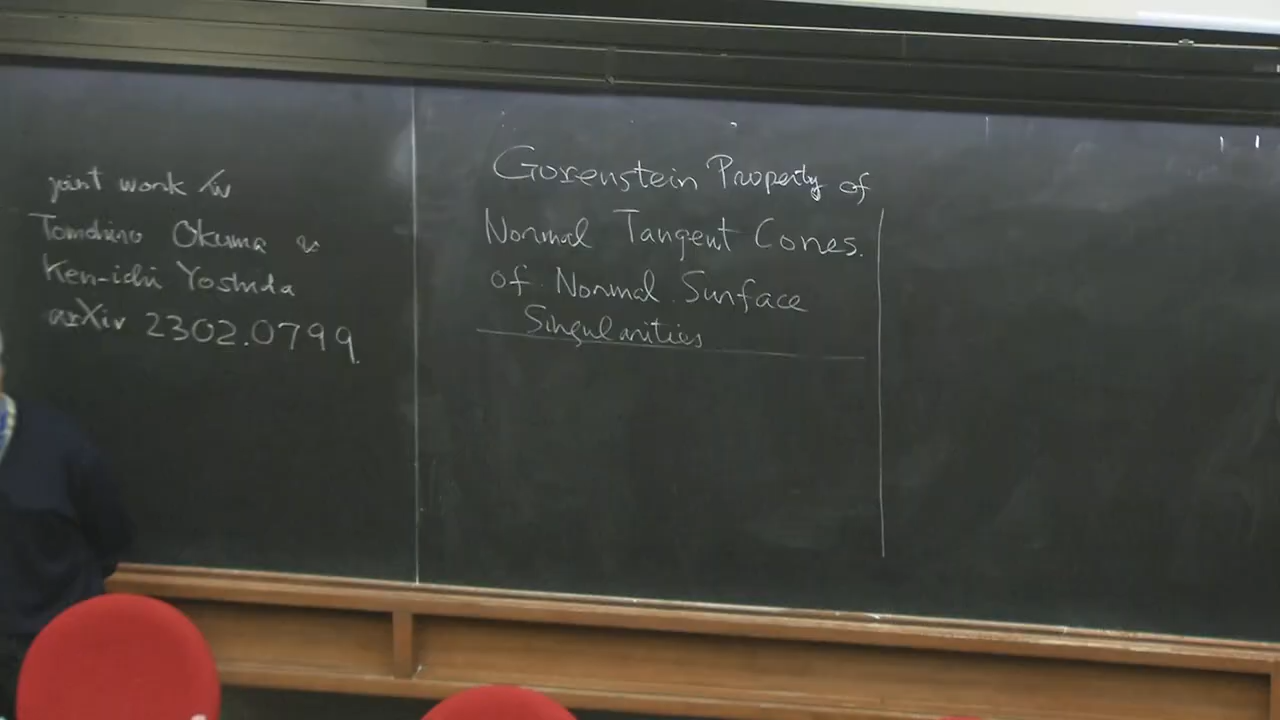 joint work w
Tomohiro Okuma &
Ken-ichi Yoshida
arXiv 2302.0799
Gorenstein Property of
Normal Tangent Cones.
of Normal Surface
Singularities